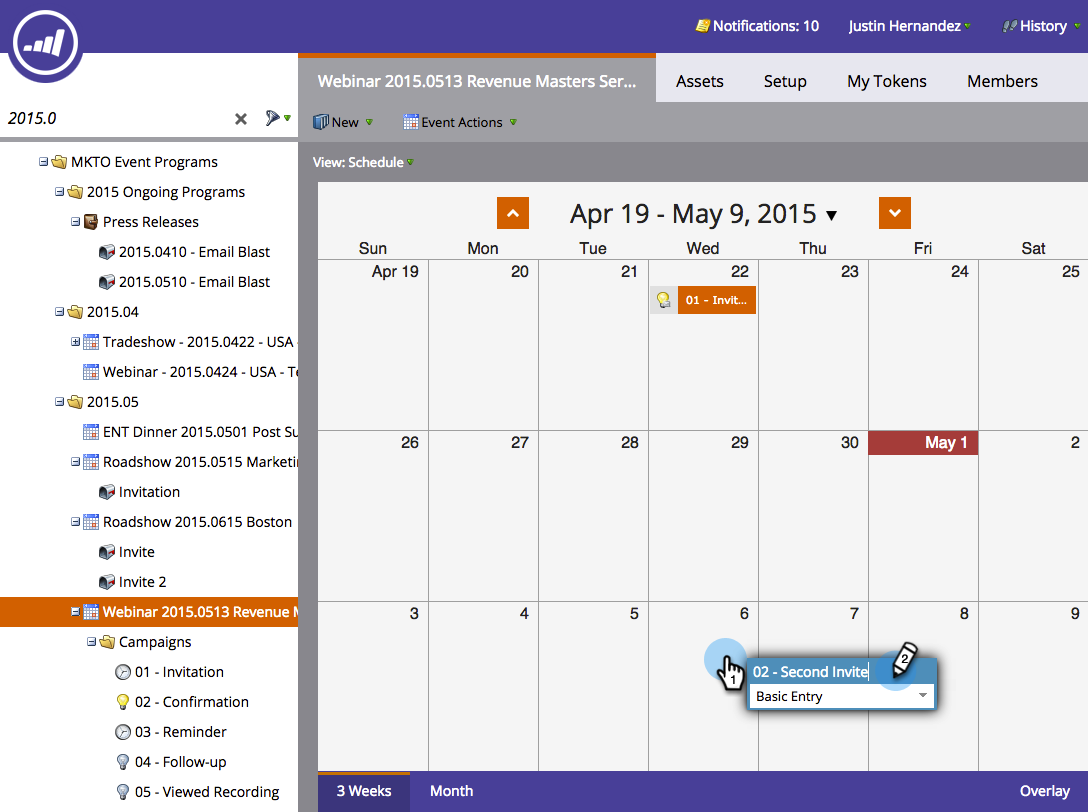 Notifications: 10 Justin Hernandez History
2015.0
Webinar 2015.0513 Revenue Masters Ser... Assets Setup My Tokens Members
New Event Actions
View: Schedule
MKTO Event Programs
2015 Ongoing Programs
Press Releases
2015.0410 - Email Blast
2015.0510 - Email Blast
2015.04
Tradeshow - 2015.0422 - USA -
Webinar - 2015.0424 - USA - Te
2015.05
ENT Dinner 2015.0501 Post Su
Roadshow 2015.0515 Marketin
Invitation
Roadshow 2015.0615 Boston
Invite
Invite 2
Webinar 2015.0513 Revenue M
Campaigns
01 - Invitation
02 - Confirmation
03 - Reminder
04 - Follow-up
05 - Viewed Recording
Apr 19 - May 9, 2015
Sun Mon Tue Wed Thu Fri Sat
Apr 19 20 21 22 23 24 25
01 - Invit...
26 27 28 29 30 May 1 2
3 4 5 6 7 8 9
1
02 - Second Invite
2
Basic Entry
3 Weeks Month Overlay